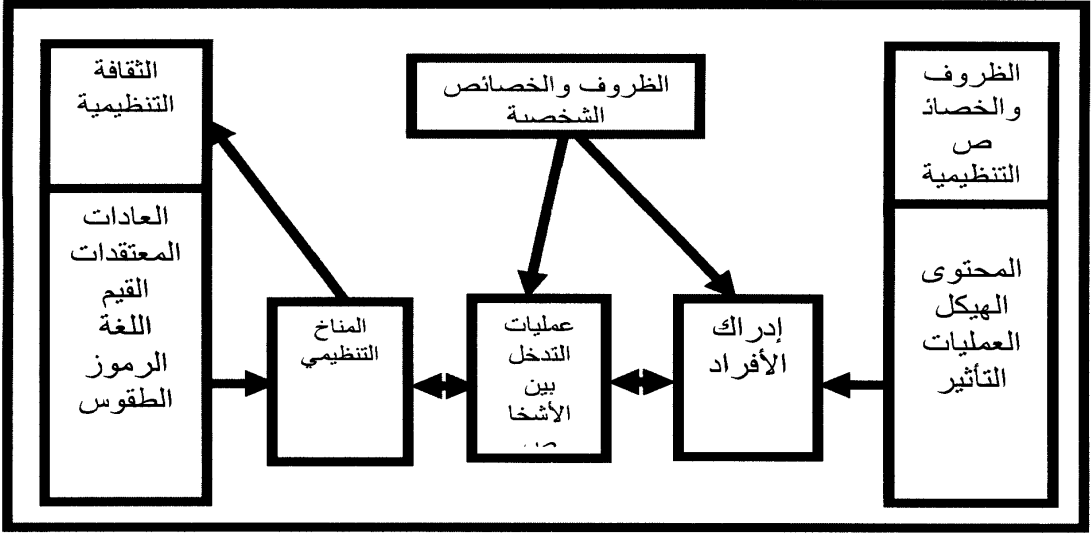 الظروف
والخصائ
ص
التنظيمية
المحتوى
الهيكل
العمليات
التأثير
الظروف والخصائص
الشخصية
إدراك
الأفراد
عمليات
التدخل
بين
الأشخا
ص
المناخ
التنظيمي
الثقافة
التنظيمية
العادات
المعتقدات
القيم
اللغة
الرموز
الطقوس